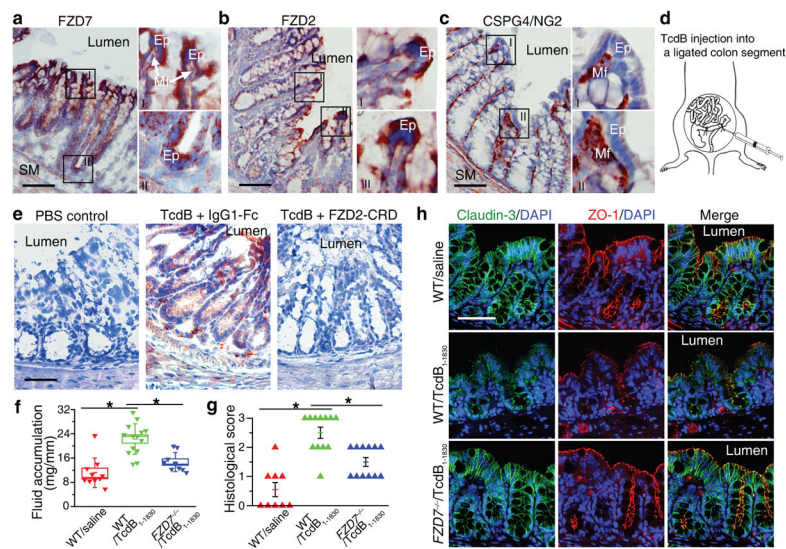 a
FZD7
Lumen
Ep
Ep
Mf
I
I
Ep
SM
II
II
b
FZD2
Lumen
Ep
I
I
II
Ep
III
c
CSPG4/NG2
I
Ep
Mf
I
II
Ep
Mf
II
d
TcdB injection into
a ligated colon segment
e
PBS control
TcdB + IgG1-Fc
TcdB + FZD2-CRD
Lumen
Lumen
Lumen
f
Fluid accumulation
(mg/mm)
32
24
16
8
0
*
*
WT/saline
WT
/TcdB1-1830
FZD7-/-
/TcdB1-1830
g
Histological score
3
2
1
0
*
*
WT/saline
WT
/TcdB1-1830
FZD7-/-
/TcdB1-1830
h
Claudin-3/DAPI
ZO-1/DAPI
Merge
WT/saline
Lumen
WT/TcdB1-1830
Lumen
FZD7-/-/TcdB1-1830
Lumen